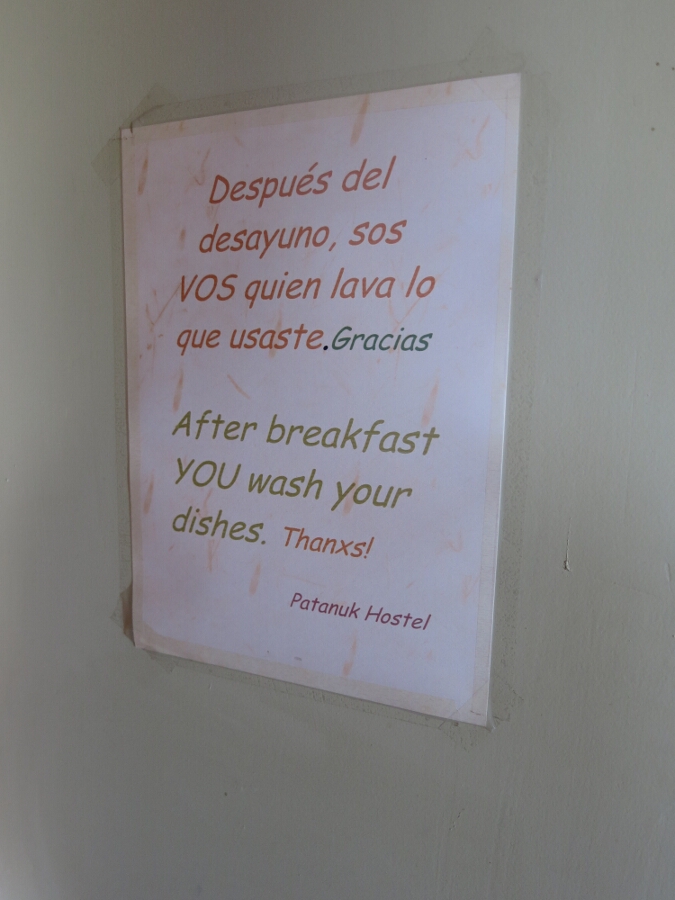 Después del
desayuno, sos
VOS quien lava lo
que usaste.Gracias
After breakfast
YOU wash your
dishes. Thanxs!
Patanuk Hostel